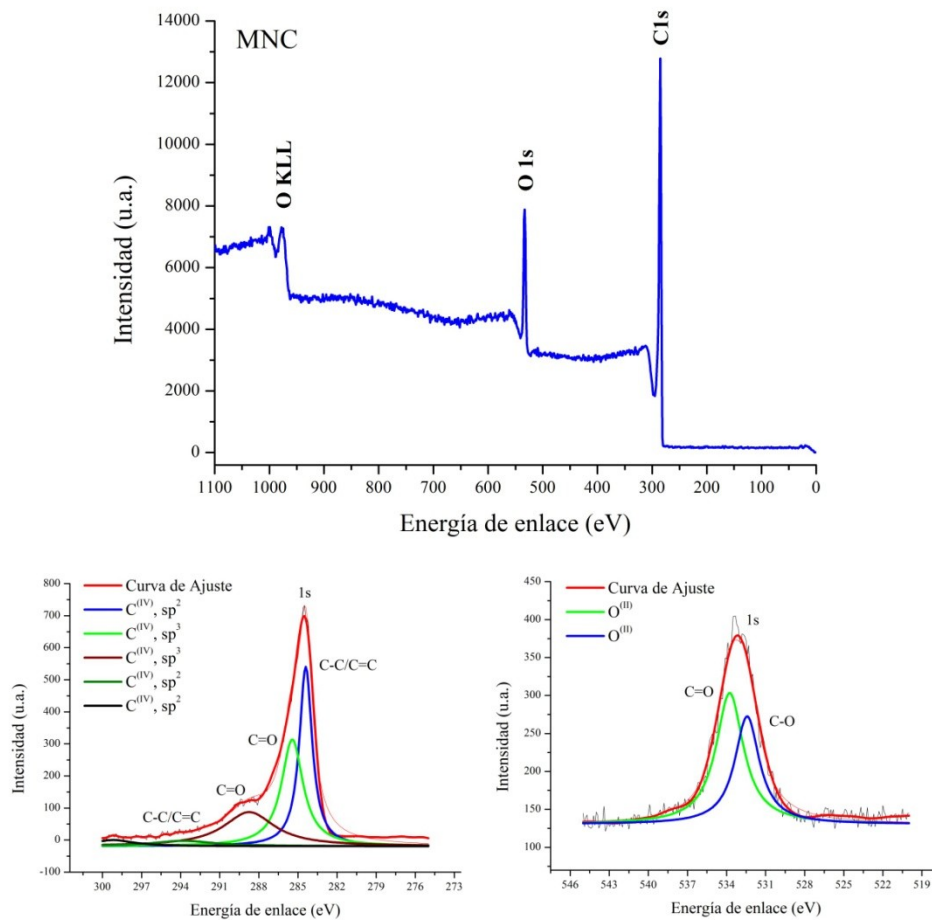 MNC
O KLL
O 1s
C1s
14000
12000
10000
8000
6000
4000
2000
0
Intensidad (u.a.)
1100 1000 900 800 700 600 500 400 300 200 100 0
Energía de enlace (eV)
Curva de Ajuste
C(IV), sp2
C(IV), sp3
C(IV), sp3
C(IV), sp2
C(IV), sp2
1s
C-C/C=C
C=O
C=O
C-C/C=C
800
700
600
500
400
300
200
100
0
-100
Intensidad (u.a.)
300 297 294 291 288 285 282 279 276 273
Energía de enlace (eV)
Curva de Ajuste
O(II)
O(II)
1s
C=O
C-O
450
400
350
300
250
200
150
100
Intensidad (u.a.)
546 543 540 537 534 531 528 525 522 519
Energía de enlace (eV)